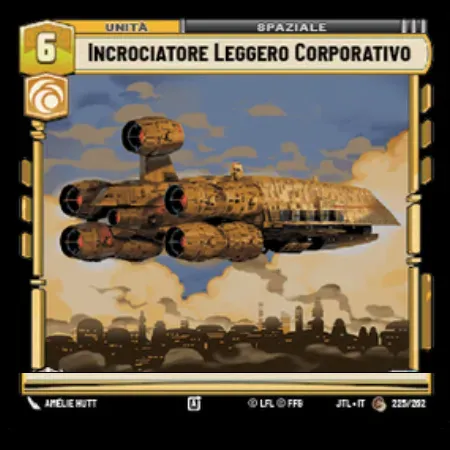 UNITÀ SPAZIALE
6 INCROCIATORE LEGGERO CORPORATIVO
AMÉLIE HUTT A LFL FFG JTL • IT 225/262